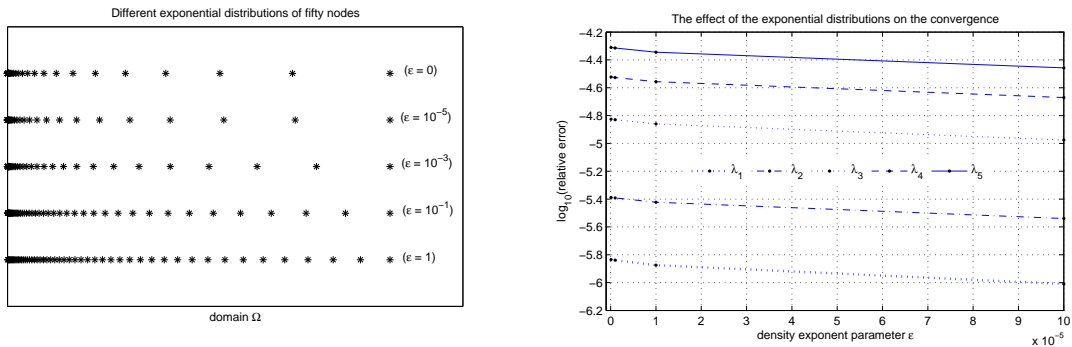 Different exponential distributions of fifty nodes
(ε = 0)
(ε = 10⁻⁵)
(ε = 10⁻³)
(ε = 10⁻¹)
(ε = 1)
domain Ω
The effect of the exponential distributions on the convergence
log₁₀(relative error)
−4.2
−4.4
−4.6
−4.8
−5
−5.2
−5.4
−5.6
−5.8
−6
−6.2
λ₁ λ₂ λ₃ λ₄ λ₅
0 1 2 3 4 5 6 7 8 9 10
x 10⁻⁵
density exponent parameter ε